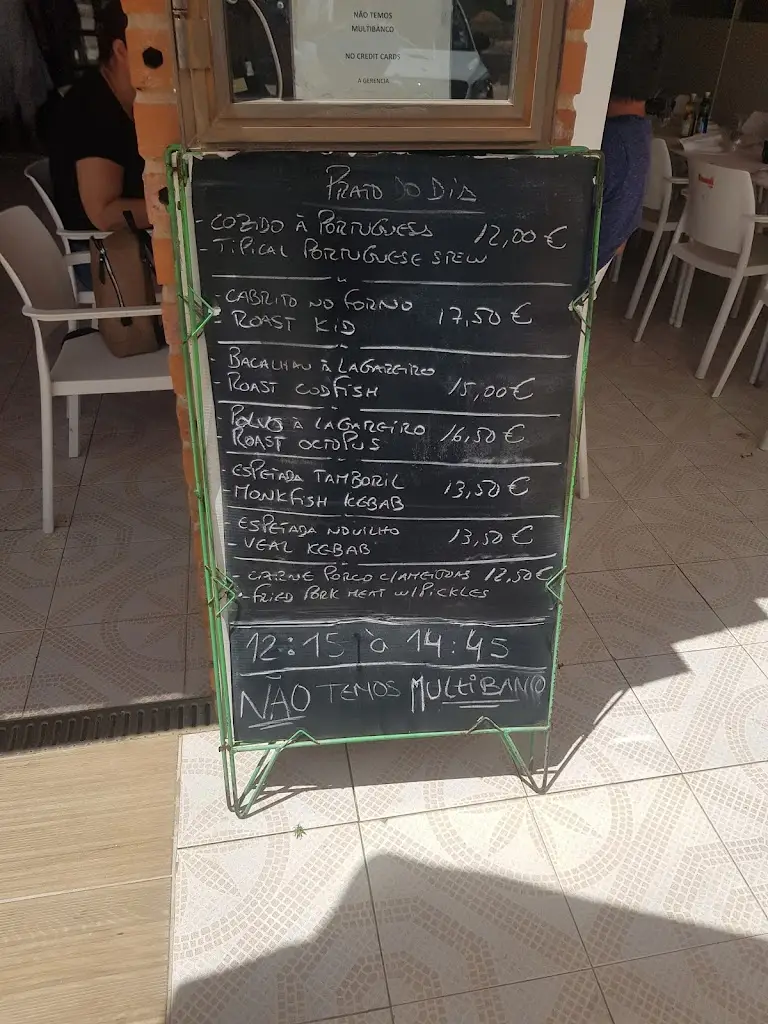 NÃO TEMOS
MULTIBANCO
NO CREDIT CARDS
A GERENCIA
PRATO DO DIA
- COZIDO À PORTUGUESA 12,00 €
- TIPICAL PORTUGUESE STEW
- CABRITO NO FORNO
- ROAST KID 17,50 €
- BACALHAU À LAGAREIRO
- ROAST CODFISH 15,00 €
- POLVO À LAGAREIRO
- ROAST OCTOPUS 16,50 €
- ESPETADA TAMBORIL
- MONKFISH KEBAB 13,50 €
- ESPETADA NOVILHO
- VEAL KEBAB 13,50 €
- CARNE PORCO C/AMEIJOAS 12,50 €
- FRIED PORK MEAT W/PICKLES
12:15 à 14:45
NÃO TEMOS MULTIBANCO